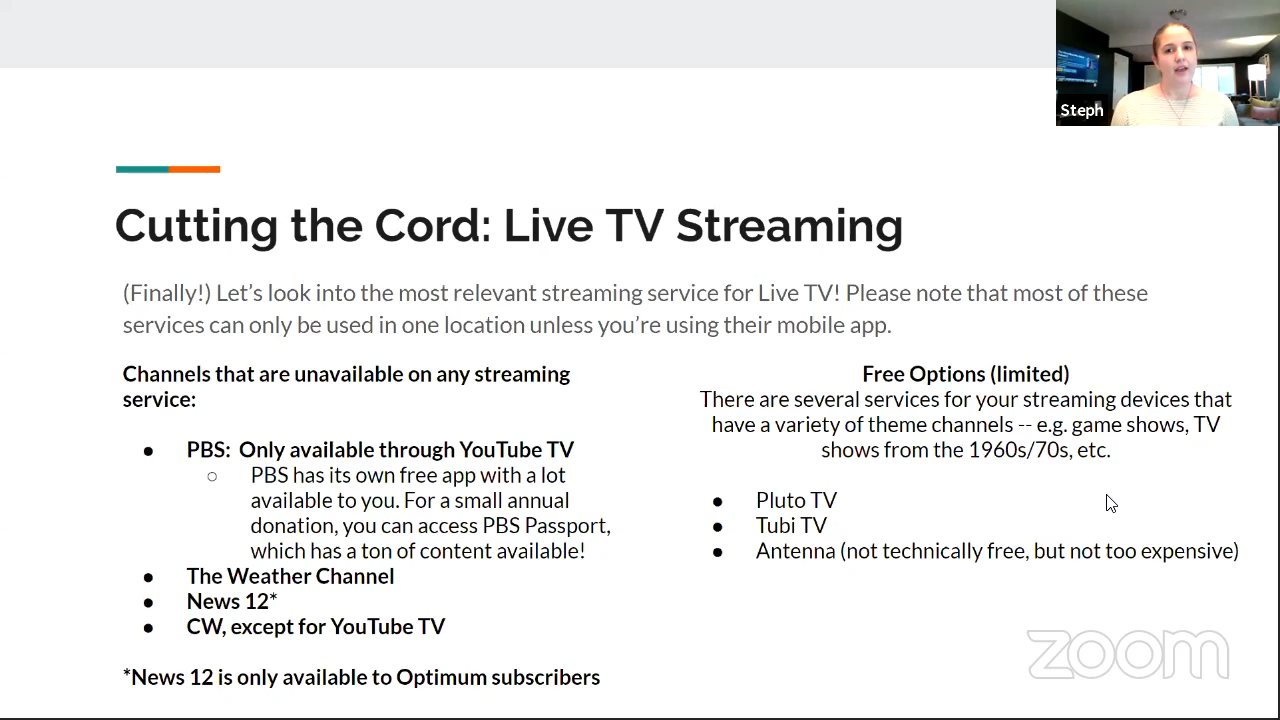 Steph
Cutting the Cord: Live TV Streaming
(Finally!) Let's look into the most relevant streaming service for Live TV! Please note that most of these
services can only be used in one location unless you're using their mobile app.
Channels that are unavailable on any streaming
service:
● PBS: Only available through YouTube TV
○ PBS has its own free app with a lot
available to you. For a small annual
donation, you can access PBS Passport,
which has a ton of content available!
● The Weather Channel
● News 12*
● CW, except for YouTube TV
*News 12 is only available to Optimum subscribers
Free Options (limited)
There are several services for your streaming devices that
have a variety of theme channels -- e.g. game shows, TV
shows from the 1960s/70s, etc.
● Pluto TV
● Tubi TV
● Antenna (not technically free, but not too expensive)
zoom